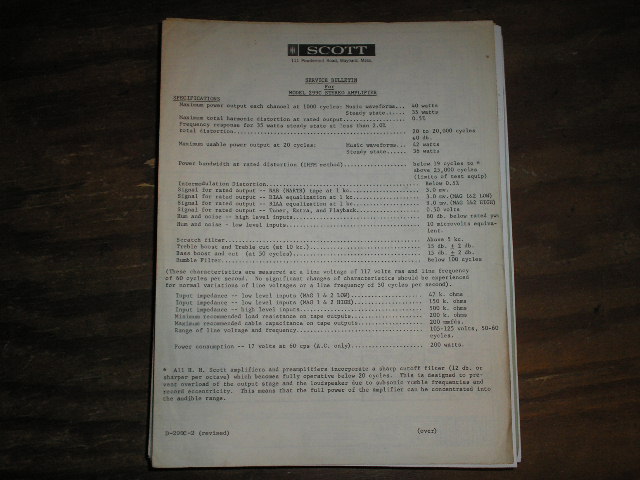 SCOTT
111 Powdermill Road, Maynard, Mass.
SERVICE BULLETIN
For
MODEL 299C STEREO AMPLIFIER
SPECIFICATIONS
Maximum power output each channel at 1000 cycles: Music waveform... 40 watts
Steady state..... 35 watts
Maximum total harmonic distortion at rated output................ 0.5%
Frequency response for 35 watts steady state at less than 2.0%
total distortion................ 20 to 20,000 cycles
±0 db.
Maximum usable power output at 20 cycles: Music waveform... 42 watts
Steady state..... 35 watts
Power bandwidth at rated distortion (IHFM method)................ below 19 cycles to *
above 25,000 cycles
(limits of test equip)
Intermodulation Distortion................ Below 0.5%
Signal for rated output -- NAB (NARTB) tape at 1 kc................ 3.0 mv.
Signal for rated output -- RIAA equalization at 1 kc................ 3.0 mv.(MAG 1&2 LOW)
Signal for rated output -- RIAA equalization at 1 kc................ 9.0 mv.(MAG 1&2 HIGH)
Signal for rated output -- Tuner, Extra, and Playback................ volts
Hum and noise -- high level inputs................ 80 db. below rated pwr
Hum and noise - low level inputs................ 10 microvolts equiva-
lent.
Scratch filter................ Above 5 kc.
Treble boost and Treble cut (at 10 kc.)................ 15 db. ± 2 db.
Bass boost and cut (at 50 cycles)................ 15 db. ± 2 db.
Rumble Filter................ Below 100 cycles
(These characteristics are measured at a line voltage of 117 volts rms and line frequency
of 60 cycles per second. No significant changes of characteristics should be experienced
for normal variations of line voltages or a line frequency of 50 cycles per second).
Input impedance -- low level inputs (MAG 1 & 2 LOW)................ 47 k. ohms
Input impedance -- low level inputs (MAG 1 & 2 HIGH)................ 150 k. ohms
Input impedance -- high level inputs................ k. ohms
Minimum recommended load resistance on tape outputs................ 200 k. ohms
Maximum recommended cable capacitance on tape outputs................ 200 mmfds.
Range of line voltage and frequency................ 105-125 volts, 50-60
cycles.
Power consumption -- 17 volts at 60 cps (A.C. only)................ 200 watts.
* All H. H. Scott amplifiers and preamplifiers incorporate a sharp cutoff filter (12 db. or
sharper per octave) which becomes fully operative below 20 cycles. This is designed to pre-
vent overload of the output stage and the loudspeaker due to subsonic rumble frequencies and
record eccentricity. This means that the full power of the amplifier can be concentrated into
the audible range.
D-299C-2 (revised) (over)